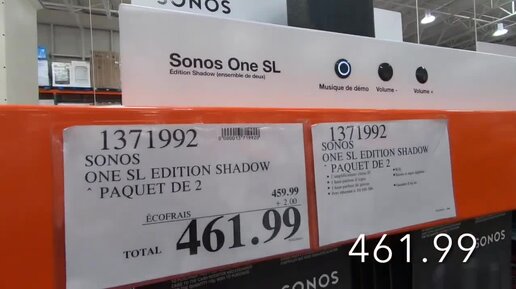 SONOS
Sonos One SL
Édition Shadow (ensemble de deux)
Musique de démo
Volume -
Volume +
1371992
SONOS
ONE SL EDITION SHADOW
^ PAQUET DE 2
459.99
+ 2.00
ÉCOFRAIS
TOTAL 461.99
1371992
SONOS
ONE SL EDITION SHADOW
^ PAQUET DE 2
461.99
SONOS
SONOS